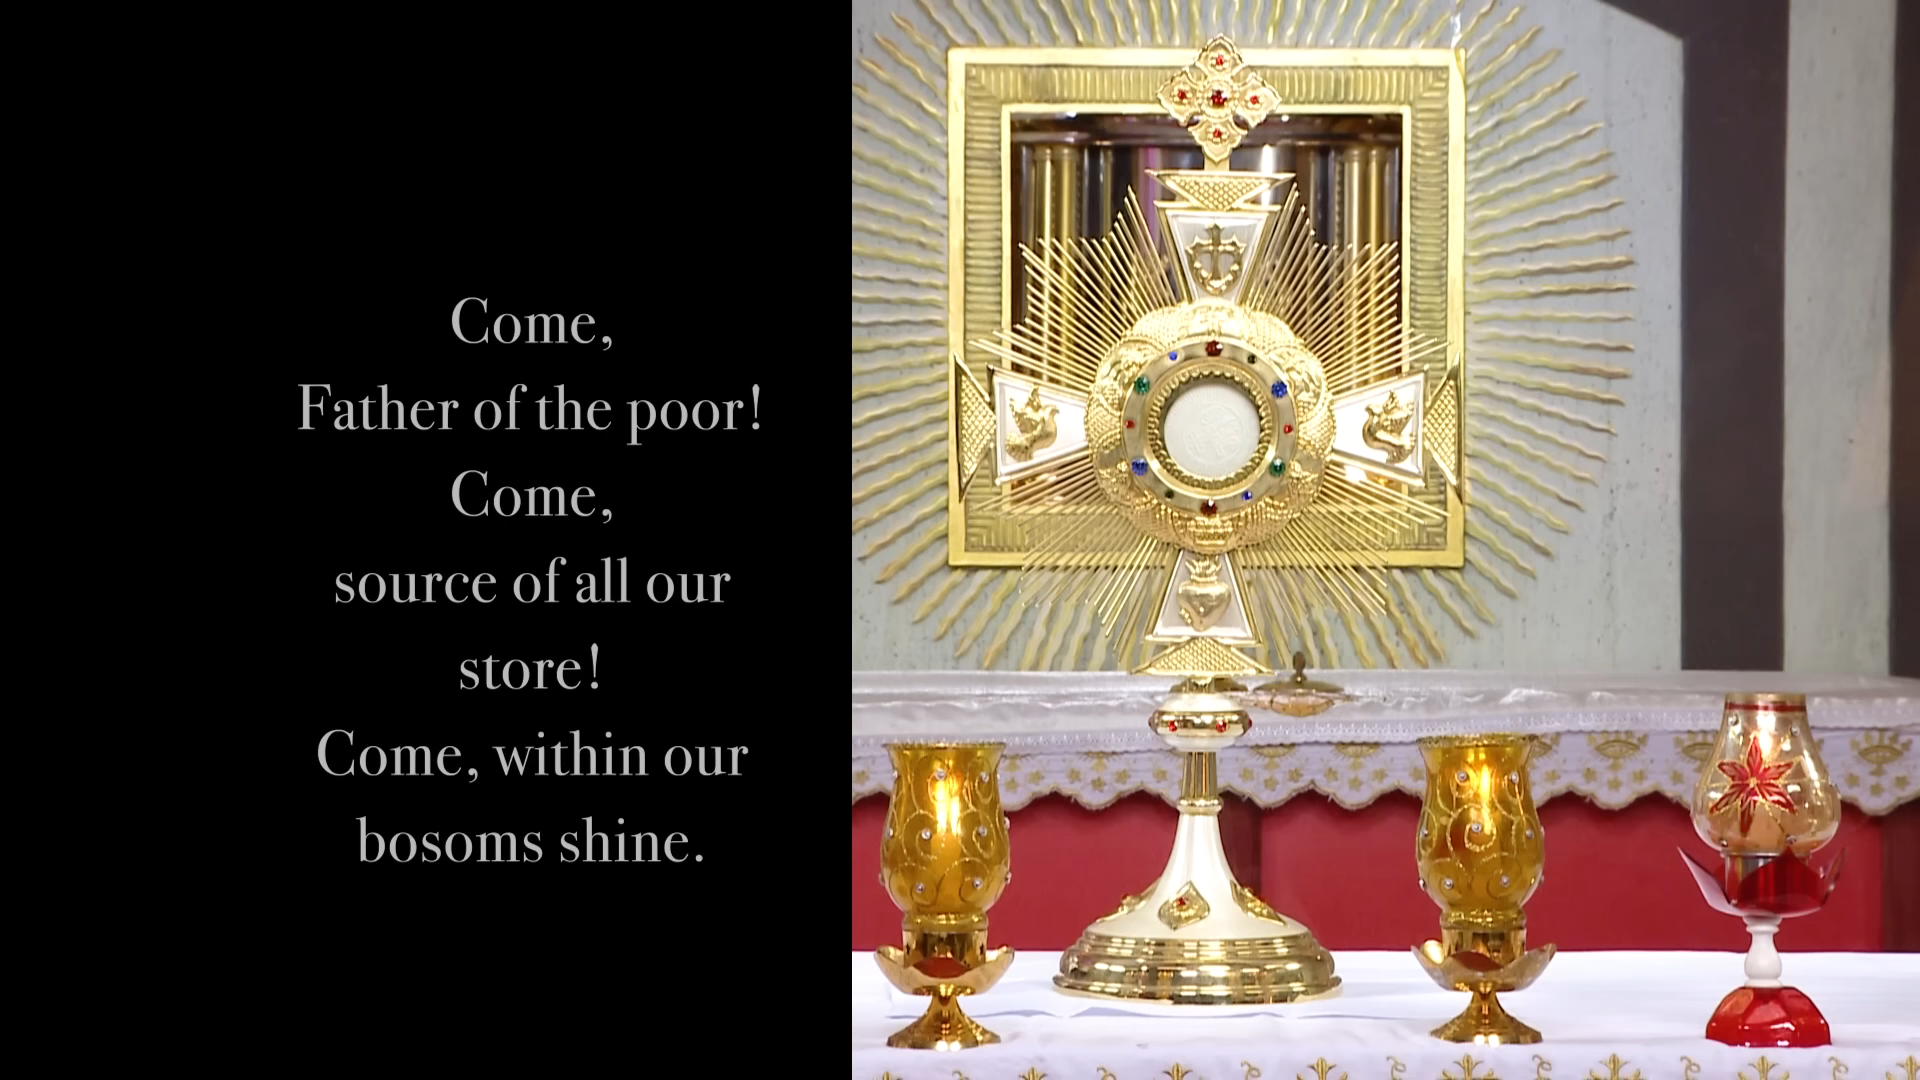 Come,
Father of the poor!
Come,
source of all our
store!
Come, within our
bosoms shine.